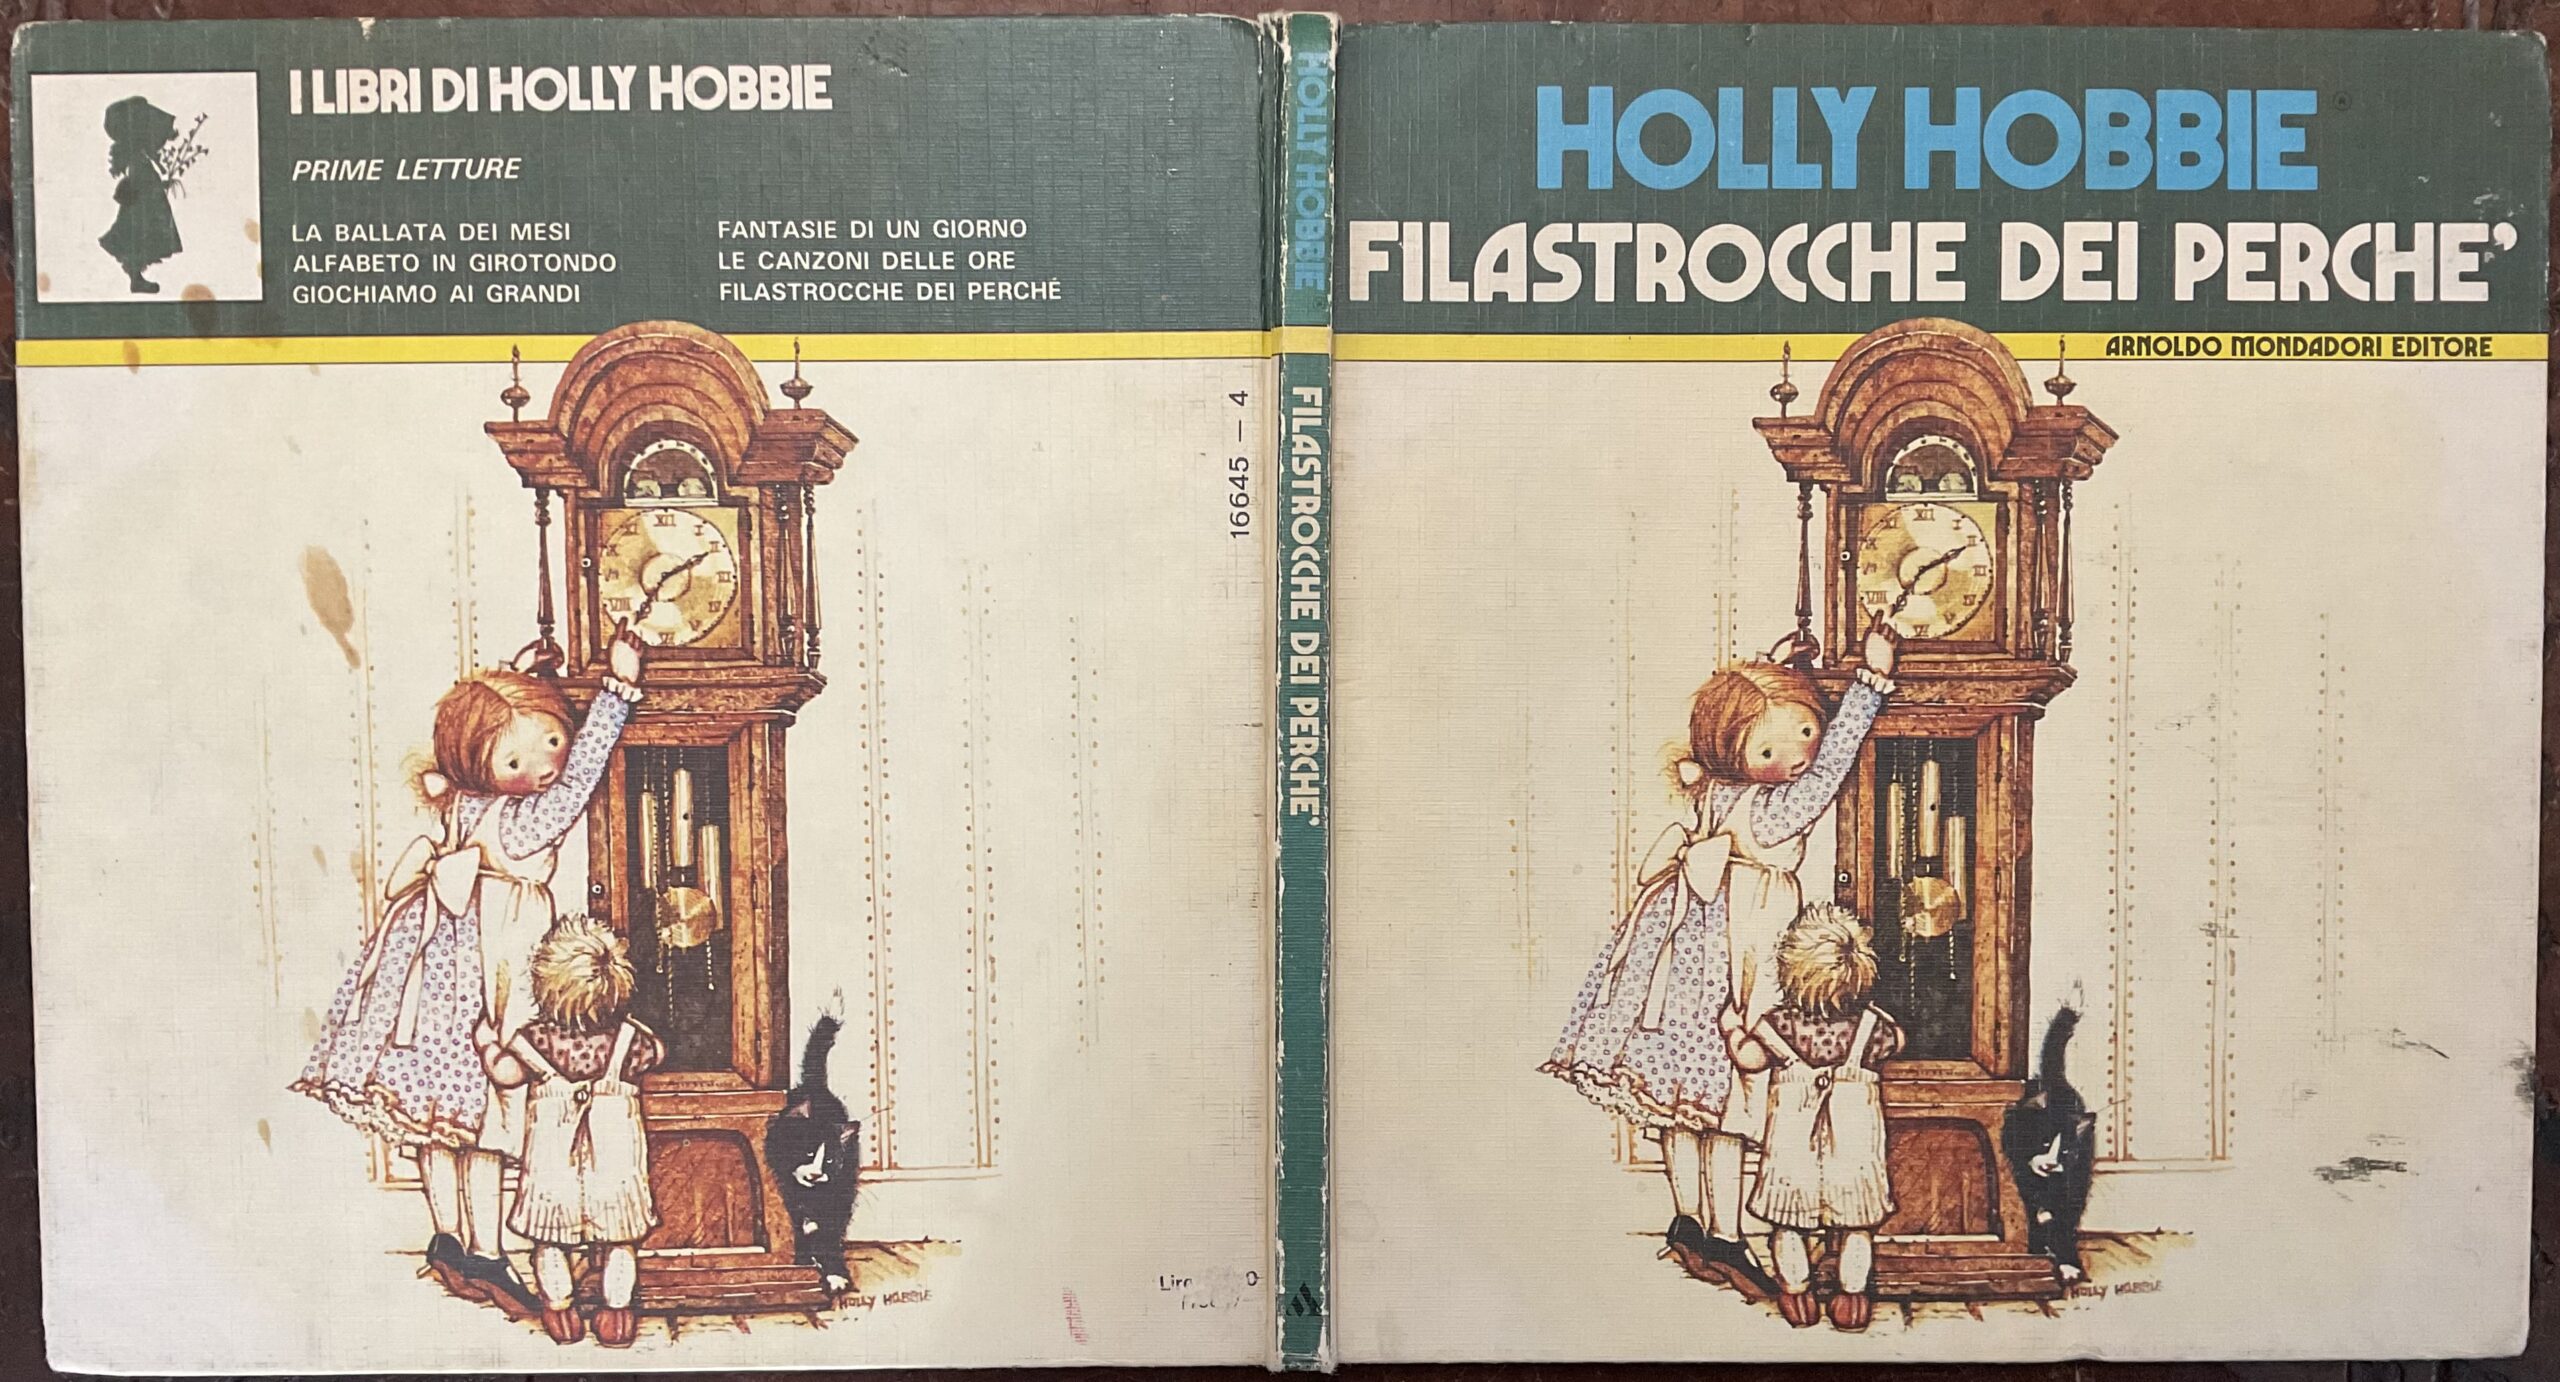 I LIBRI DI HOLLY HOBBIE
PRIME LETTURE
LA BALLATA DEI MESI
ALFABETO IN GIROTONDO
GIOCHIAMO AI GRANDI
FANTASIE DI UN GIORNO
LE CANZONI DELLE ORE
FILASTROCCHE DEI PERCHÉ
16645 – 4
XII
HOLLY HOBBIE
HOLLY HOBBIE
FILASTROCCHE DEI PERCHE'
HOLLY HOBBIE ®
FILASTROCCHE DEI PERCHE'
ARNOLDO MONDADORI EDITORE
XII
HOLLY HOBBIE